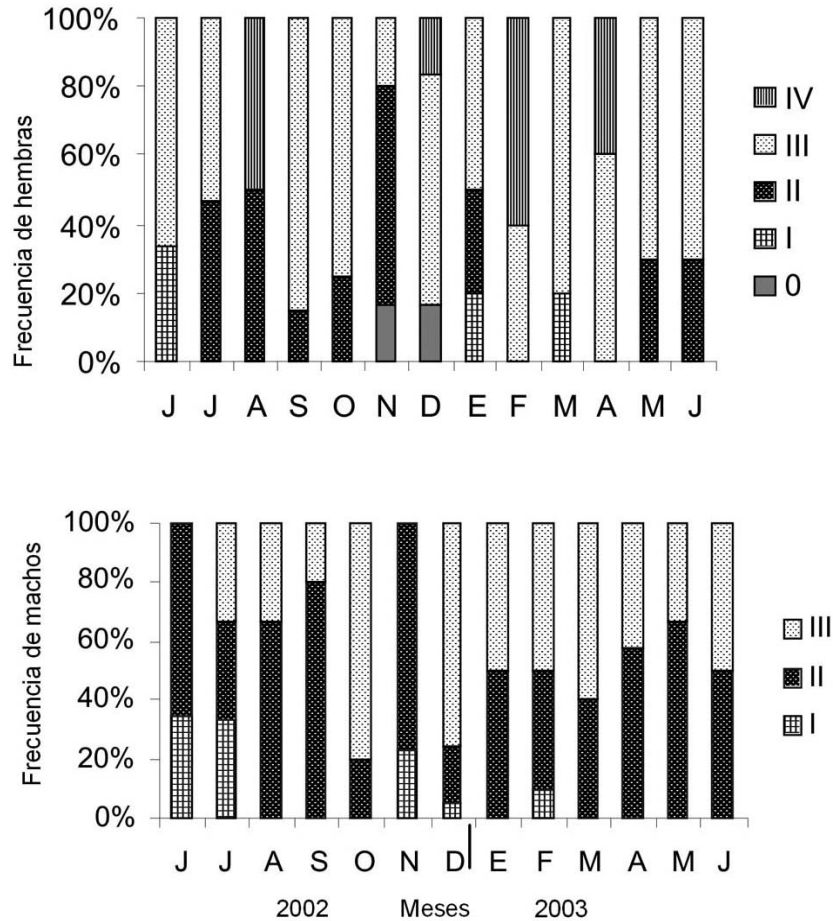 Frecuencia de hembras
100%
80%
60%
40%
20%
0%
J J A S O N D E F M A M J
IV
III
II
I
0
Frecuencia de machos
100%
80%
60%
40%
20%
0%
J J A S O N D E F M A M J
2002 Meses 2003
III
II
I